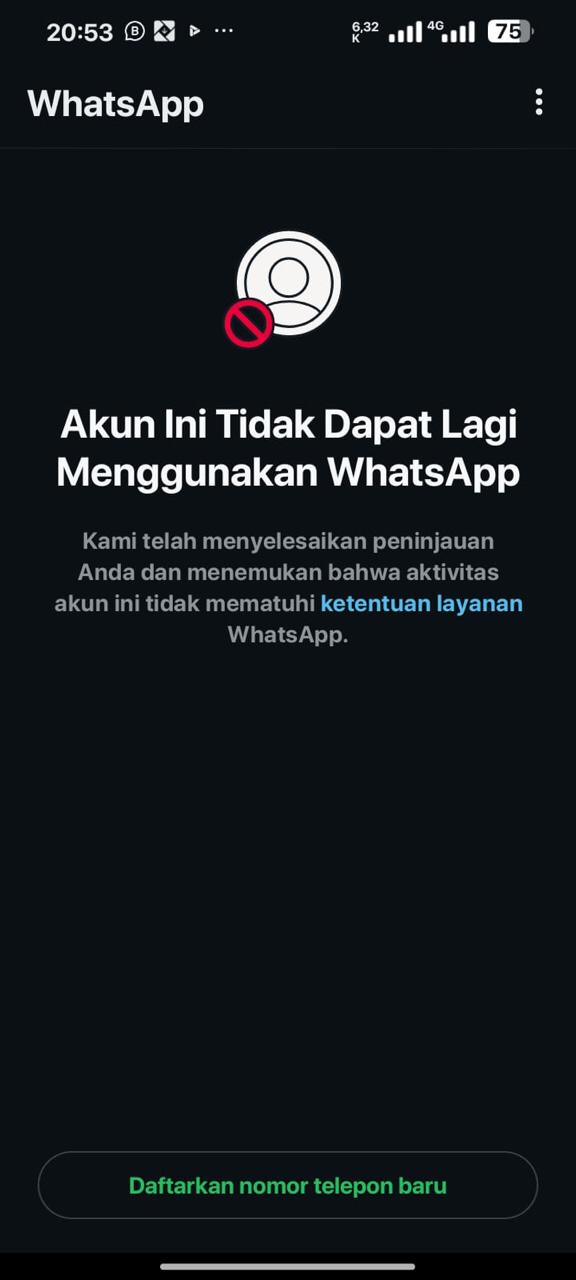 20:53
6,32
K
4G
75
WhatsApp
Akun Ini Tidak Dapat Lagi
Menggunakan WhatsApp
Kami telah menyelesaikan peninjauan
Anda dan menemukan bahwa aktivitas
akun ini tidak mematuhi ketentuan layanan
WhatsApp.
Daftarkan nomor telepon baru